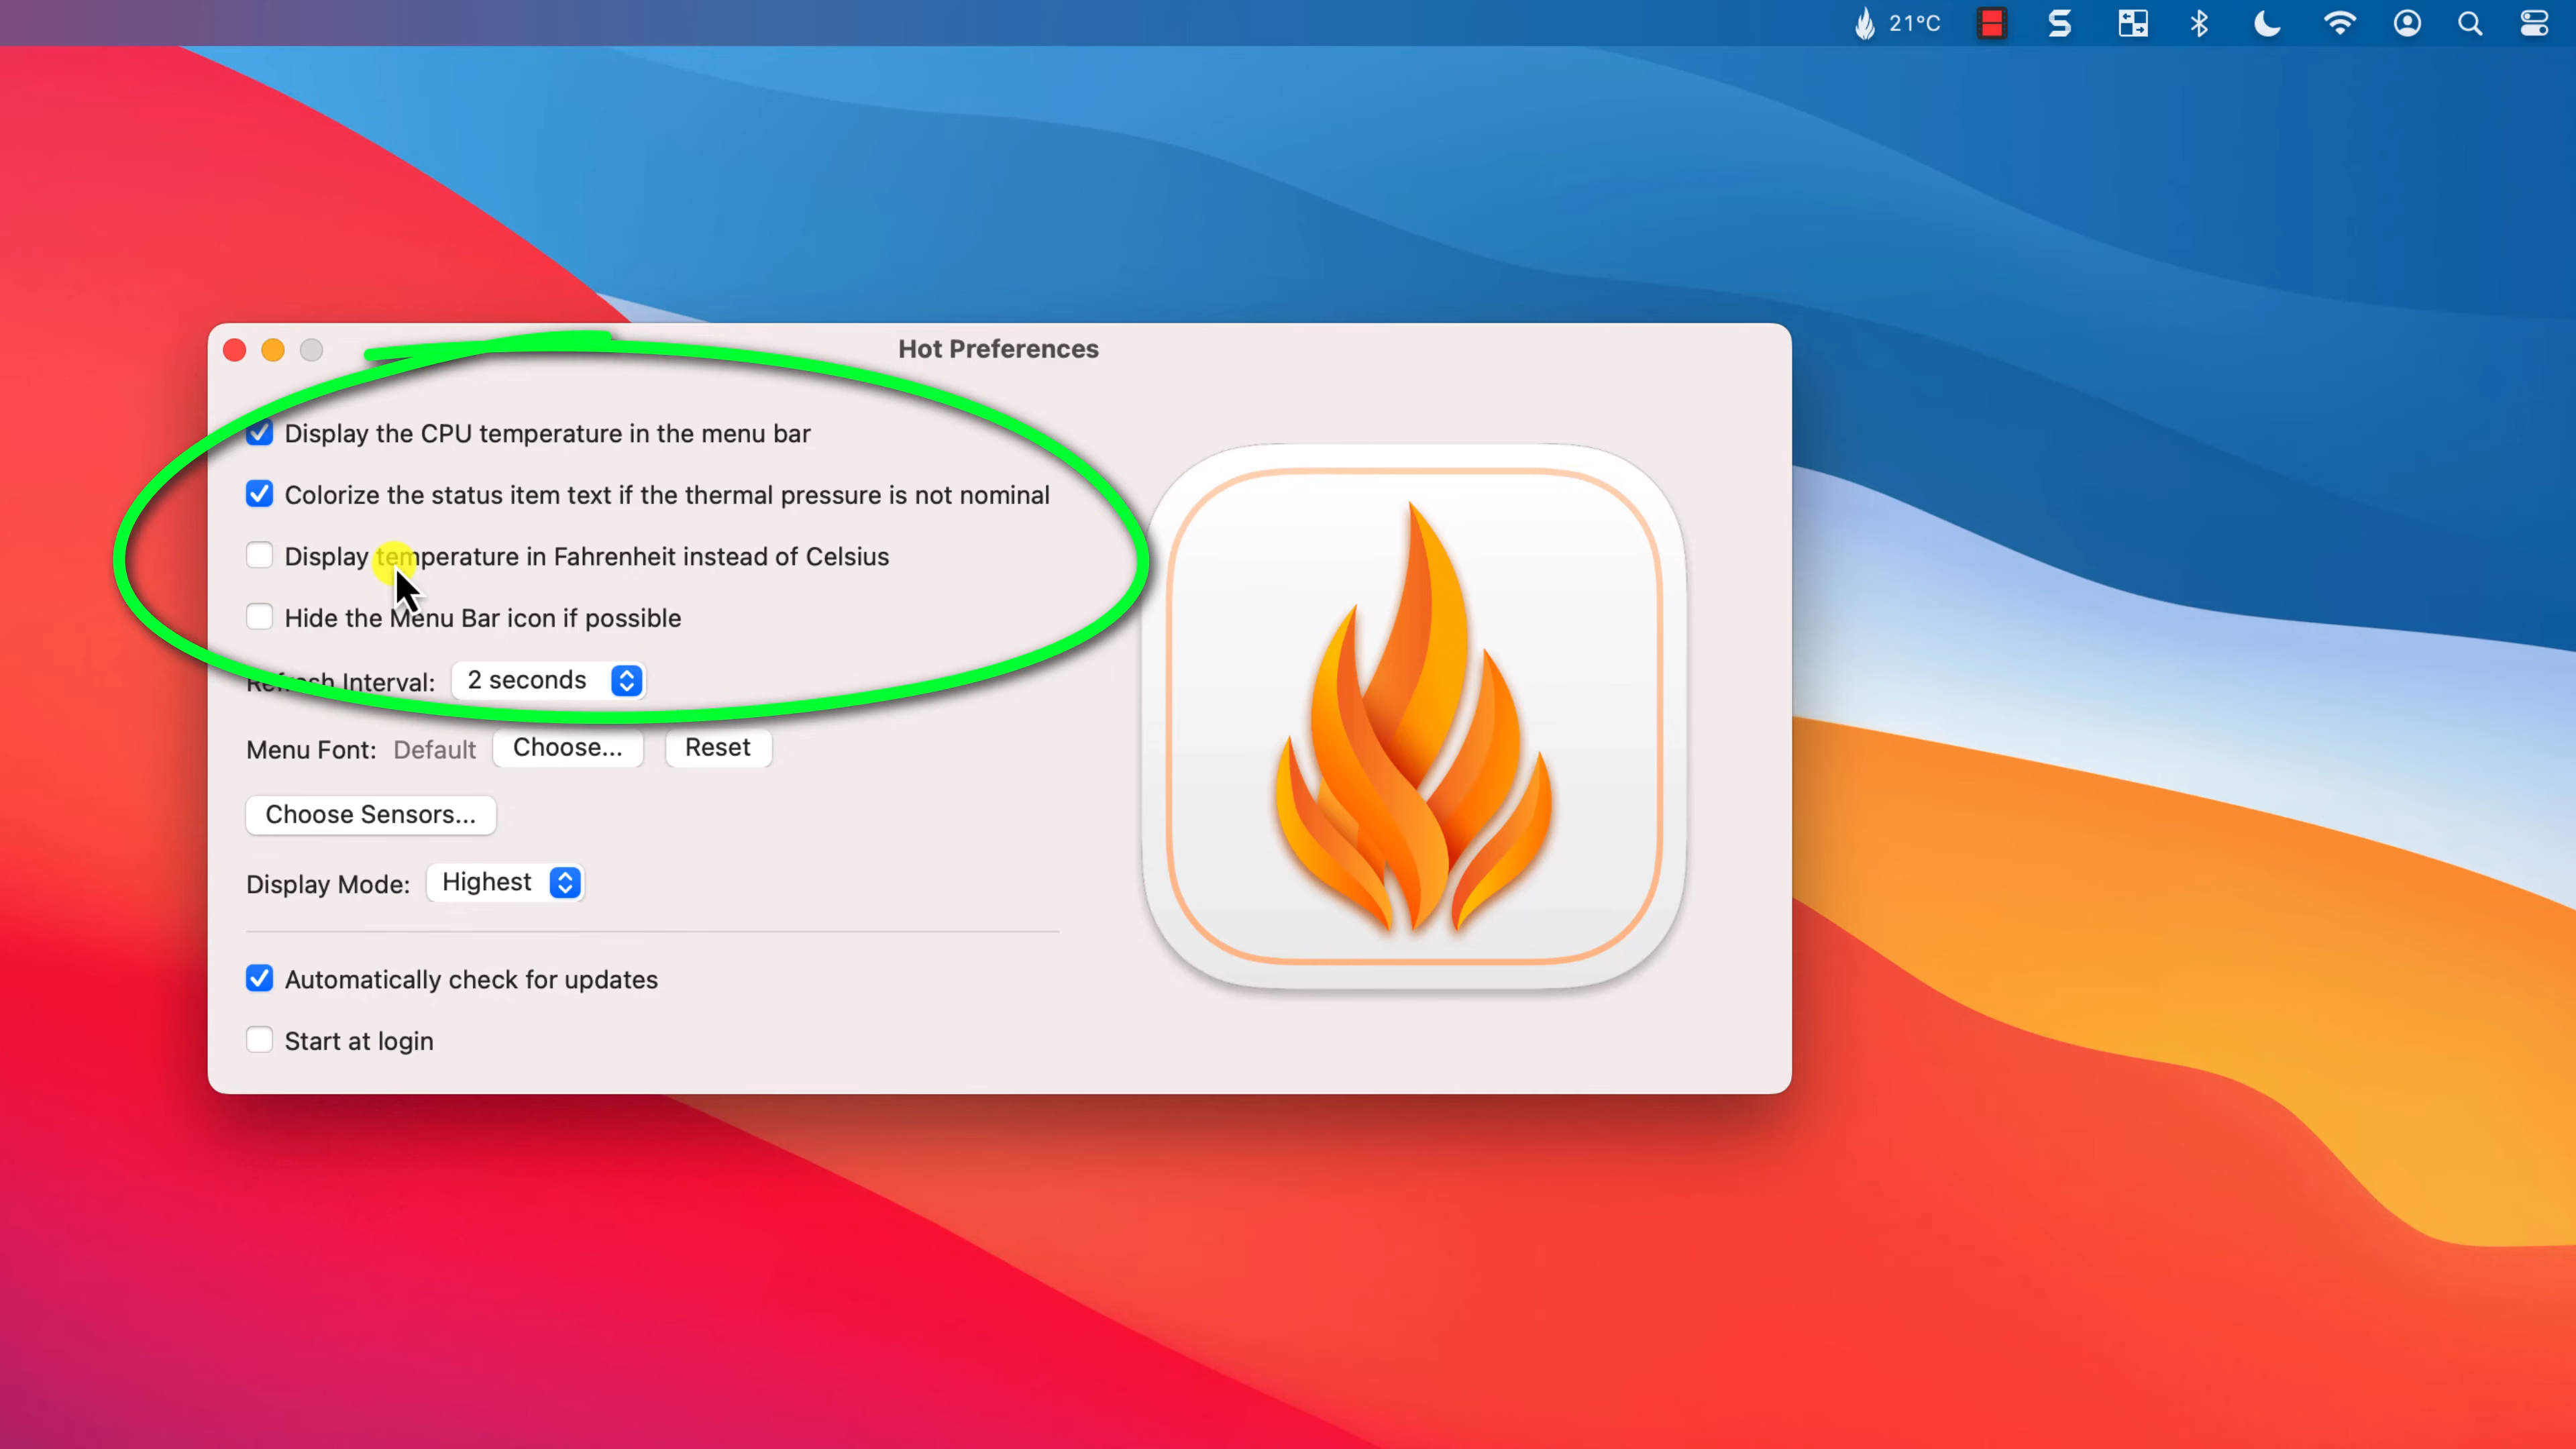 21°C
Hot Preferences
Display the CPU temperature in the menu bar
Colorize the status item text if the thermal pressure is not nominal
Display temperature in Fahrenheit instead of Celsius
Hide the Menu Bar icon if possible
Refresh Interval: 2 seconds
Menu Font: Default Choose... Reset
Choose Sensors...
Display Mode: Highest
Automatically check for updates
Start at login